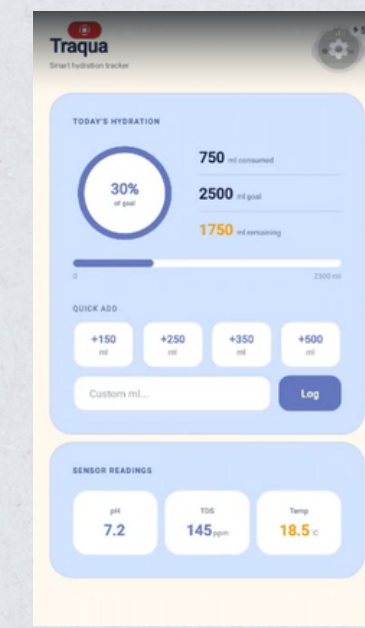 Traqua
Smart hydration tracker
TODAY'S HYDRATION
30%
of goal
750 ml consumed
2500 ml goal
1750 ml remaining
0 2500 ml
QUICK ADD
+150 ml
+250 ml
+350 ml
+500 ml
Custom ml... Log
SENSOR READINGS
pH
7.2
TDS
145 ppm
Temp
18.5 °C